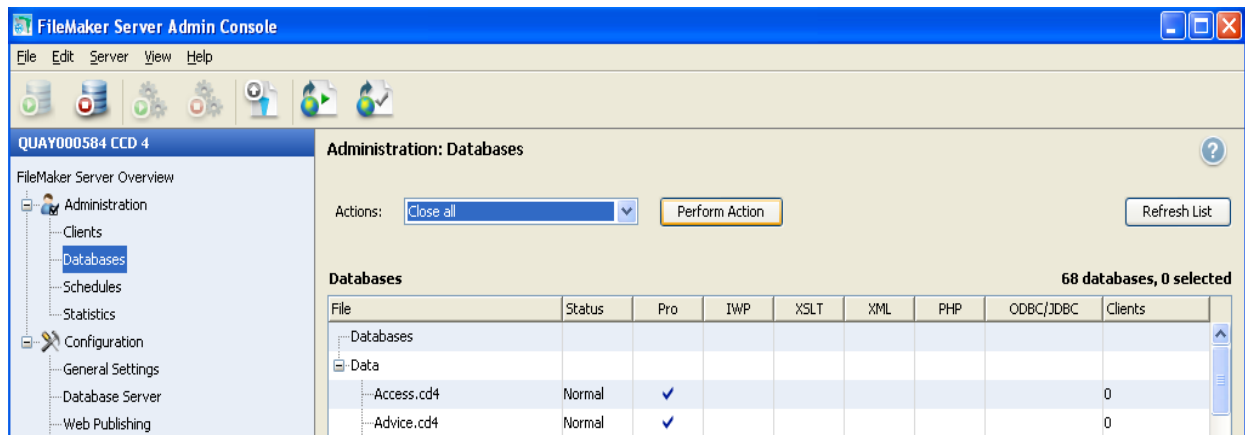 FileMaker Server Admin Console
File Edit Server View Help
QUAY000584 CCD 4
FileMaker Server Overview
Administration
Clients
Databases
Schedules
Statistics
Configuration
General Settings
Database Server
Web Publishing
Administration: Databases
Actions: Close all Perform Action Refresh List
Databases 68 databases, 0 selected
File Status Pro IWP XSLT XML PHP ODBC/JDBC Clients
Databases
Data
Access.cd4 Normal 0
Advice.cd4 Normal 0